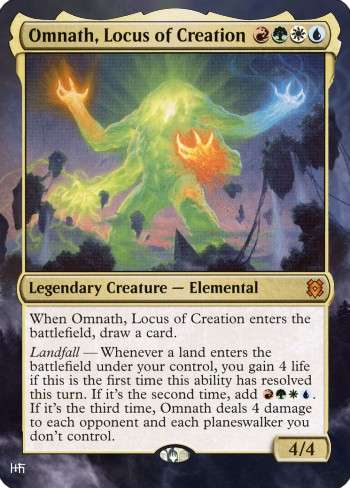 Omnath, Locus of Creation
Legendary Creature — Elemental
When Omnath, Locus of Creation enters the
battlefield, draw a card.
Landfall — Whenever a land enters the
battlefield under your control, you gain 4 life
if this is the first time this ability has resolved
this turn. If it's the second time, add .
If it's the third time, Omnath deals 4 damage
to each opponent and each planeswalker
you don't control.
4/4